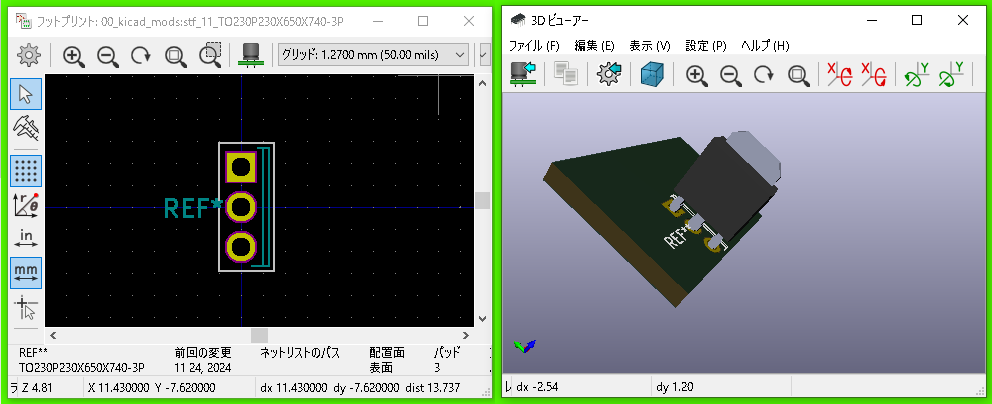 フットプリント: 00_kicad_mods:stf_11_TO230P230X650X740-3P
グリッド: 1.2700 mm (50.00 mils)
r θ
in
mm
REF*
REF**
前回の変更
ネットリストのパス
配置面
パッド
TO230P230X650X740-3P
11 24, 2024
表面
3
Z 4.81
X 11.430000 Y -7.620000
dx 11.430000 dy -7.620000 dist 13.737
3D ビューアー
ファイル (F)
編集 (E)
表示 (V)
設定 (P)
ヘルプ (H)
X
X
Y
Y
REF**
dx -2.54
dy 1.20